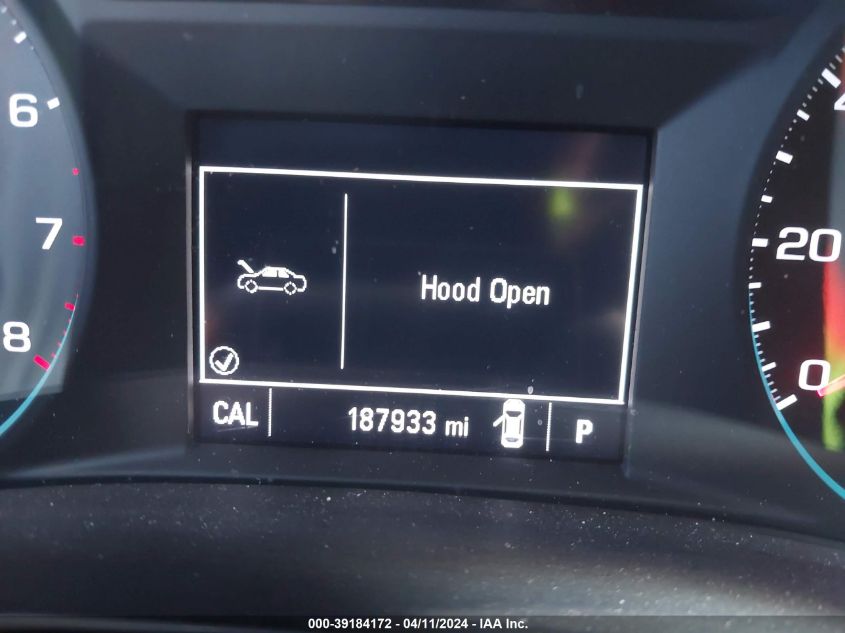 6
7
8
Hood Open
CAL
187933 mi
P
20
0
000-39184172 - 04/11/2024 - IAA Inc.